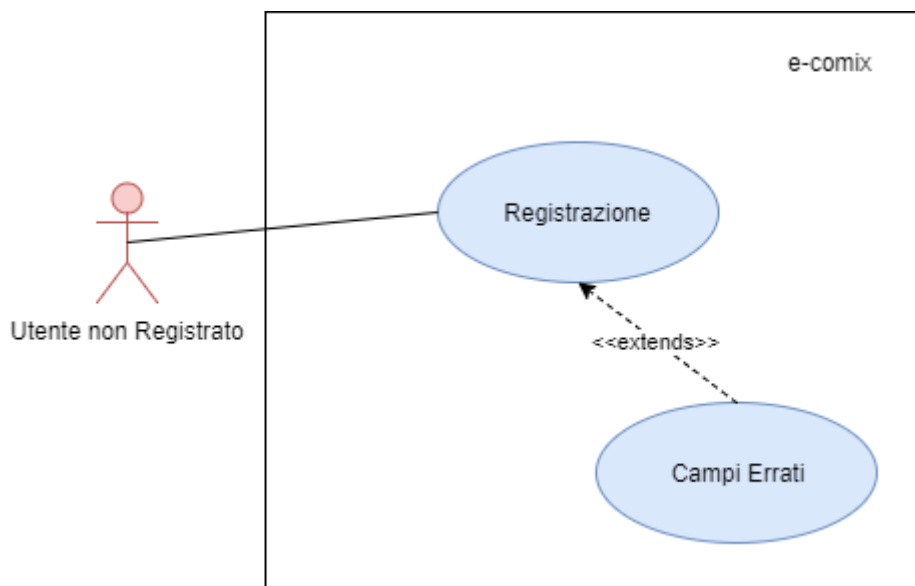 e-comix
Registrazione
Utente non Registrato
<<extends>>
Campi Errati